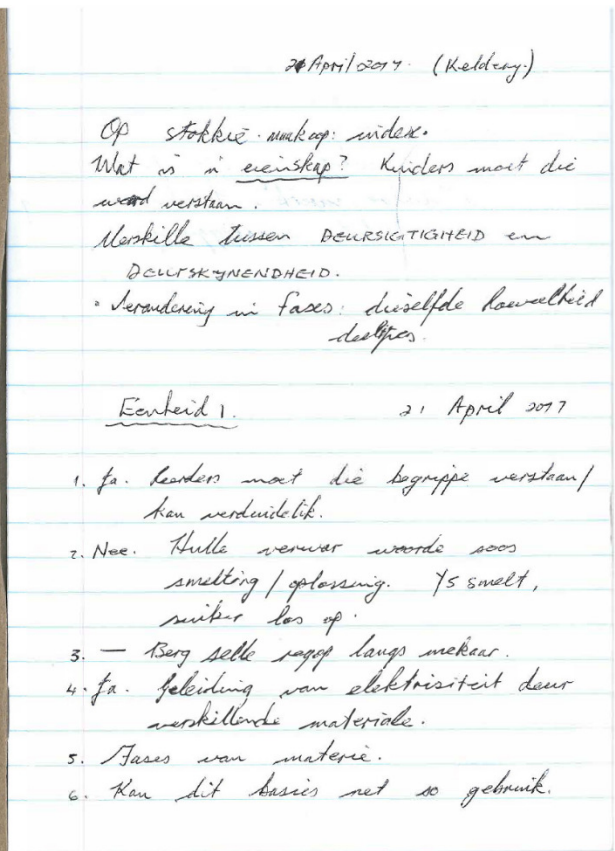 21 April 2017. (Keldery.)
Op stokkie. maak oop: indeks.
Wat is 'n eienskap? Kinders moet die
word verstaan.
Verskille tussen DEURSIGTIGHEID en
DEURSKYNENDHEID.
• Verandering in fases: dieselfde hoeveelheid
deeltjies.
Eenheid 1. 21 April 2017
1. Ja. leerders moet die begrippe verstaan/
kan verduidelik.
2. Nee. Hulle verwar woorde soos
smelting/oplossing. Ys smelt,
suiker los op.
3. — Berg selle regop langs mekaar.
4. Ja. geleiding van elektrisiteit deur
verskillende materiale.
5. Fases van materie.
6. Kan dit basies net so gebruik.